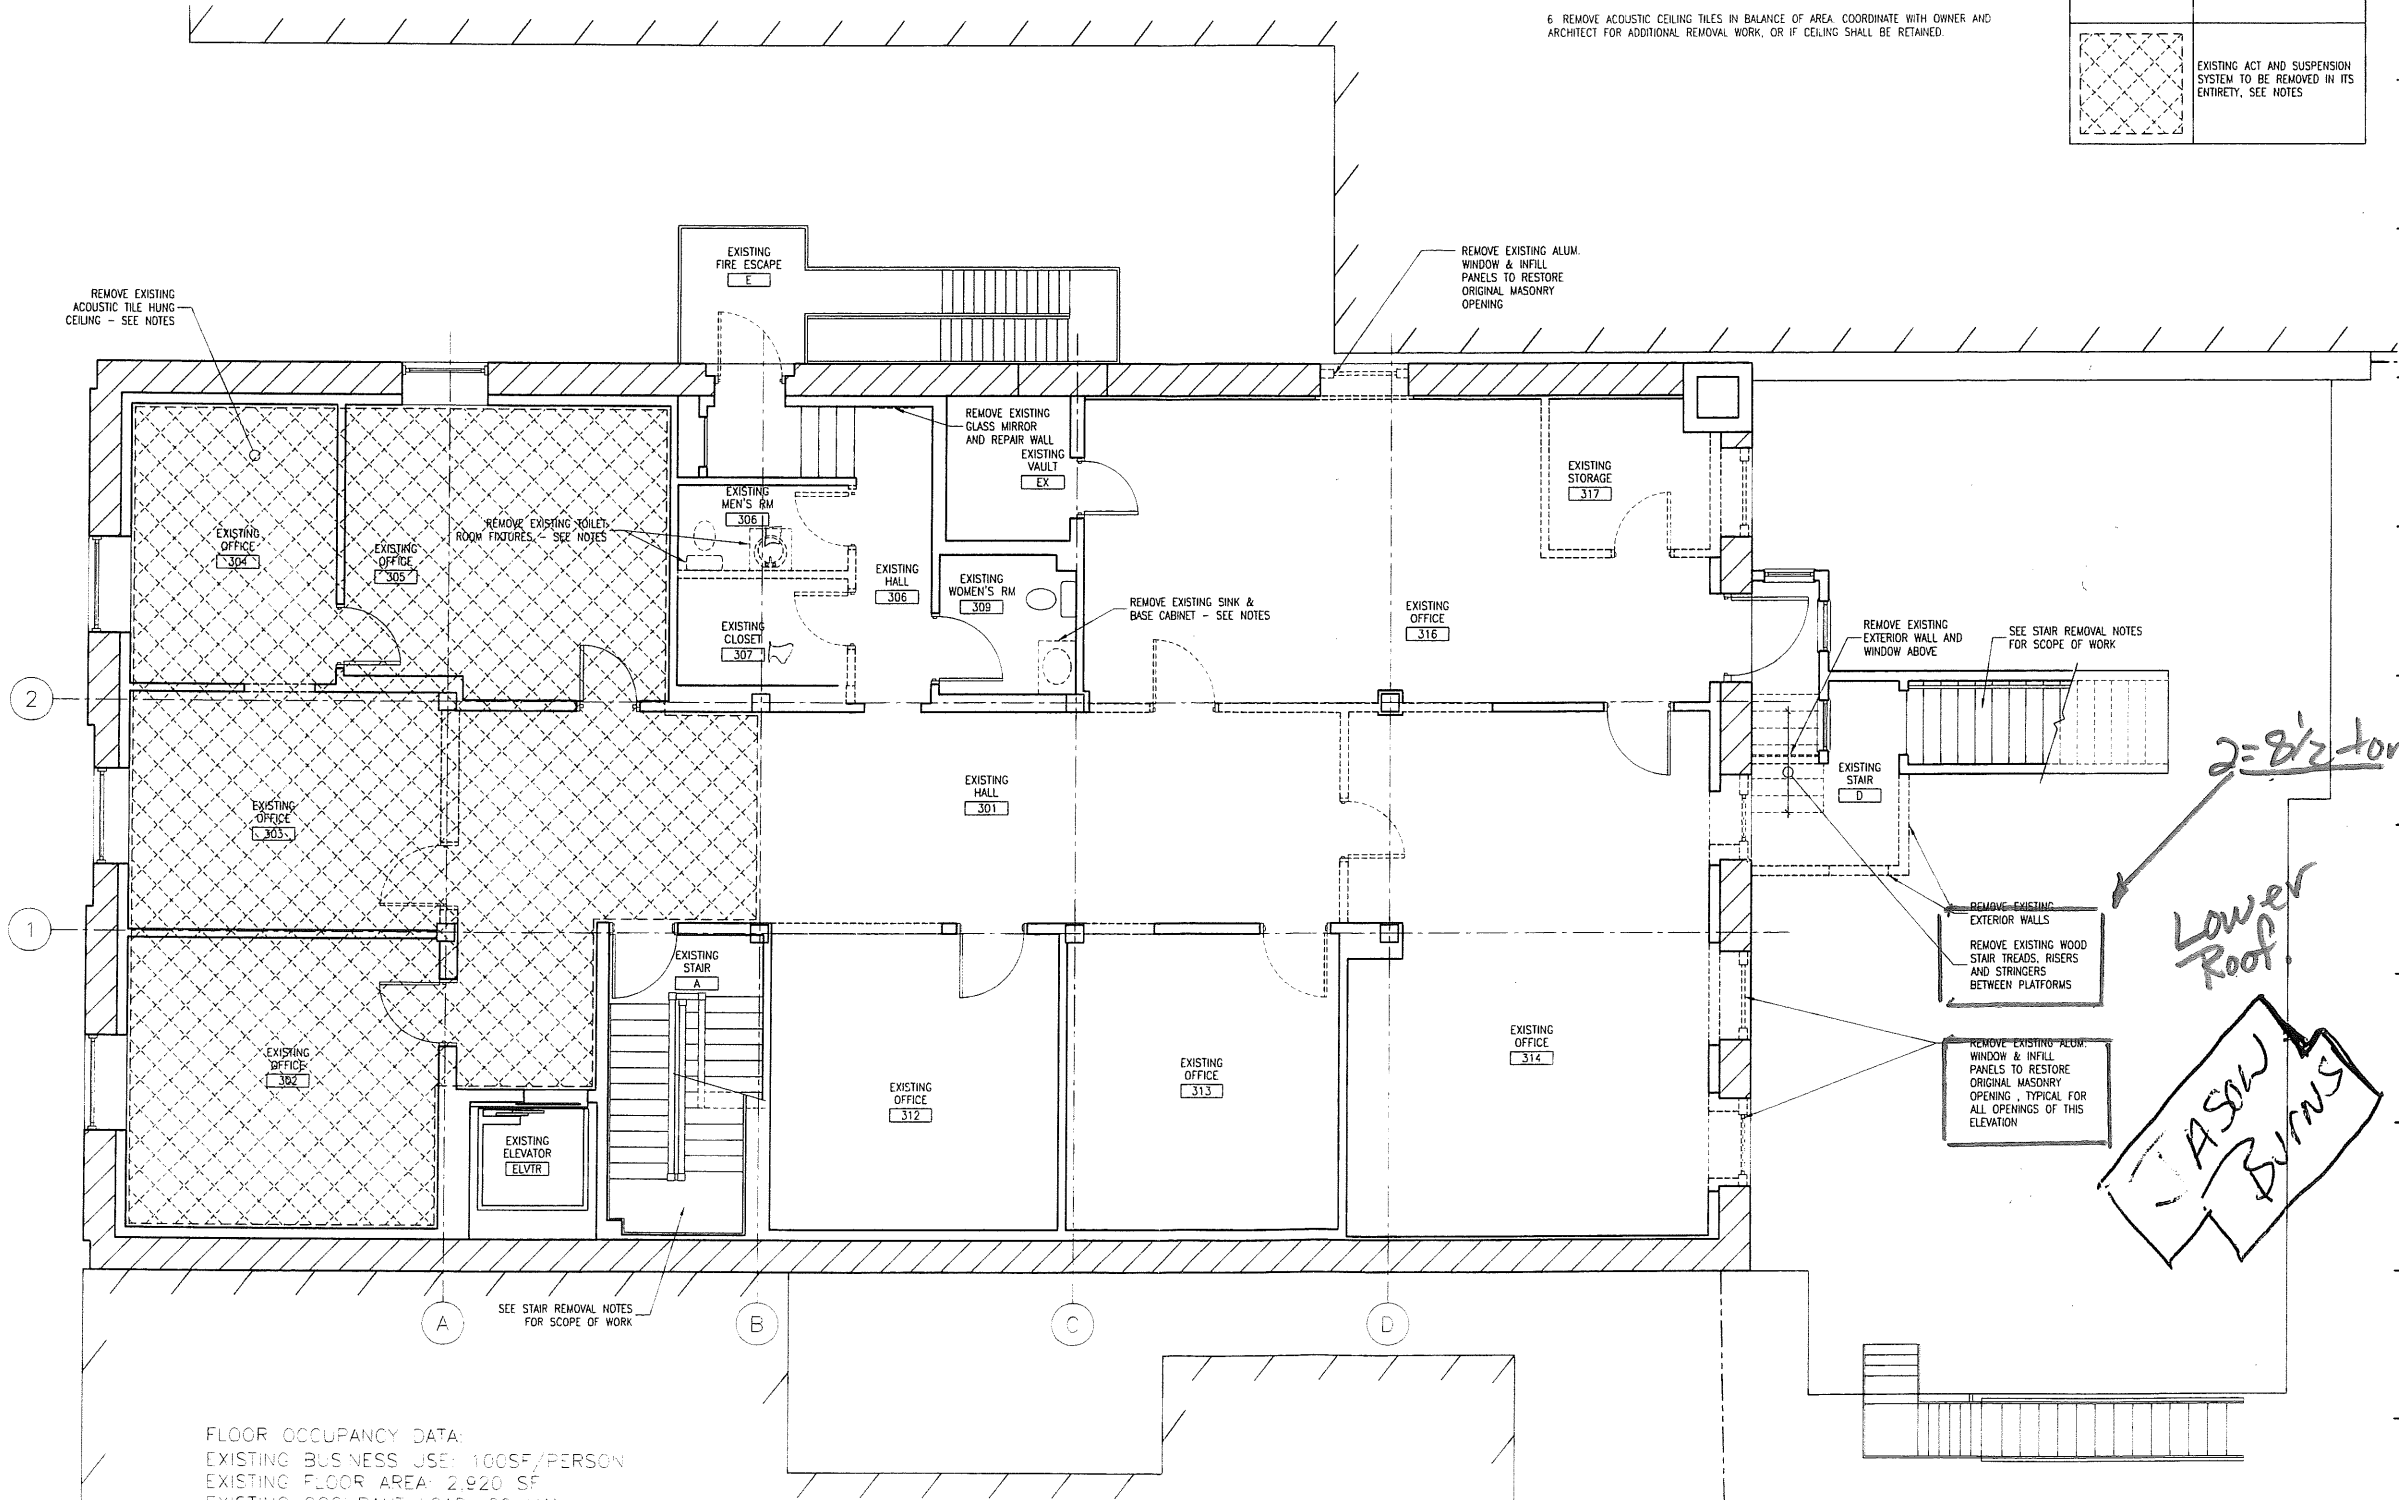 6 REMOVE ACOUSTIC CEILING TILES IN BALANCE OF AREA. COORDINATE WITH OWNER AND
ARCHITECT FOR ADDITIONAL REMOVAL WORK, OR IF CEILING SHALL BE RETAINED.
EXISTING ACT AND SUSPENSION
SYSTEM TO BE REMOVED IN ITS
ENTIRETY, SEE NOTES
EXISTING
FIRE ESCAPE
E
REMOVE EXISTING ALUM.
WINDOW & INFILL
PANELS TO RESTORE
ORIGINAL MASONRY
OPENING
REMOVE EXISTING
ACOUSTIC TILE HUNG
CEILING - SEE NOTES
REMOVE EXISTING
GLASS MIRROR
AND REPAIR WALL
EXISTING
VAULT
EX
EXISTING
STORAGE
317
EXISTING
MEN'S RM
306
REMOVE EXISTING TOILET
ROOM FIXTURES - SEE NOTES
EXISTING
OFFICE
304
EXISTING
OFFICE
305
EXISTING
HALL
306
EXISTING
WOMEN'S RM
309
REMOVE EXISTING SINK &
BASE CABINET - SEE NOTES
EXISTING
OFFICE
316
EXISTING
CLOSET
307
REMOVE EXISTING
EXTERIOR WALL AND
WINDOW ABOVE
SEE STAIR REMOVAL NOTES
FOR SCOPE OF WORK
2
2=8½ ton
EXISTING
HALL
301
EXISTING
STAIR
D
EXISTING
OFFICE
303
1
REMOVE EXISTING
EXTERIOR WALLS
REMOVE EXISTING WOOD
STAIR TREADS, RISERS
AND STRINGERS
BETWEEN PLATFORMS
Lower
Roof.
EXISTING
STAIR
A
EXISTING
OFFICE
302
EXISTING
OFFICE
312
EXISTING
OFFICE
313
EXISTING
OFFICE
314
REMOVE EXISTING ALUM.
WINDOW & INFILL
PANELS TO RESTORE
ORIGINAL MASONRY
OPENING , TYPICAL FOR
ALL OPENINGS OF THIS
ELEVATION
JASON
Burns
EXISTING
ELEVATOR
ELVTR
SEE STAIR REMOVAL NOTES
FOR SCOPE OF WORK
A
B
C
D
FLOOR OCCUPANCY DATA:
EXISTING BUSINESS USE: 100SF/PERSON
EXISTING FLOOR AREA: 2,920 SF